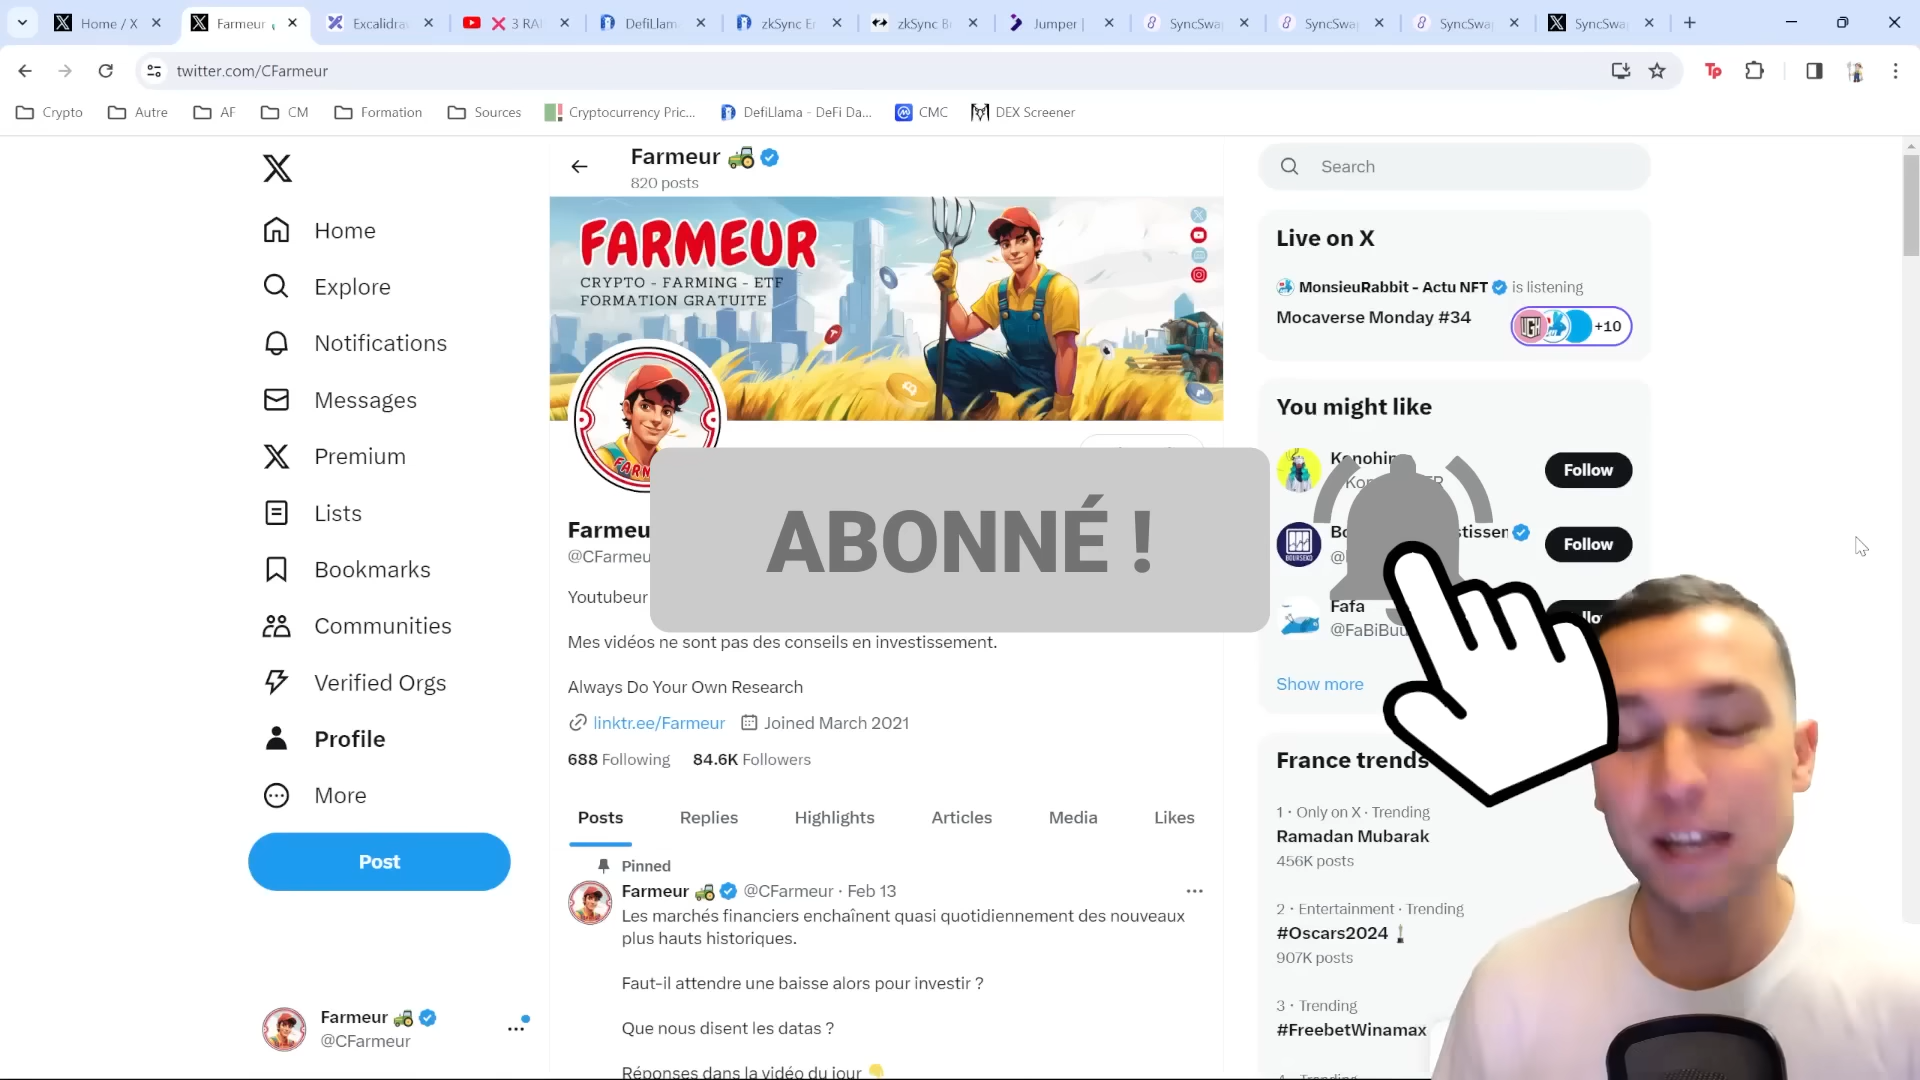 Home / X
Farmeur
Excalidra
3 RAI
DefiLlam
zkSync Er
zkSync B
Jumper |
SyncSwa
SyncSwa
SyncSwa
SyncSwa
twitter.com/CFarmeur
Tp
Crypto
Autre
AF
CM
Formation
Sources
Cryptocurrency Pric...
DefiLlama - DeFi Da...
CMC
DEX Screener
Home
Explore
Notifications
Messages
Premium
Lists
Bookmarks
Communities
Verified Orgs
Profile
More
Post
Farmeur
@CFarmeur
Farmeur
820 posts
FARMEUR
CRYPTO - FARMING - ETF
FORMATION GRATUITE
ABONNÉ !
Farmeu
@CFarmeu
Youtubeur
Mes vidéos ne sont pas des conseils en investissement.
Always Do Your Own Research
linktr.ee/Farmeur
Joined March 2021
688 Following
84.6K Followers
Posts
Replies
Highlights
Articles
Media
Likes
Pinned
Farmeur @CFarmeur · Feb 13
Les marchés financiers enchaînent quasi quotidiennement des nouveaux
plus hauts historiques.
Faut-il attendre une baisse alors pour investir ?
Que nous disent les datas ?
Réponses dans la vidéo du jour
Search
Live on X
MonsieuRabbit - Actu NFT is listening
Mocaverse Monday #34
+10
You might like
Follow
Follow
Fafa
@FaBiBuu
Show more
France trends
1 · Only on X · Trending
Ramadan Mubarak
456K posts
2 · Entertainment · Trending
#Oscars2024
907K posts
3 · Trending
#FreebetWinamax